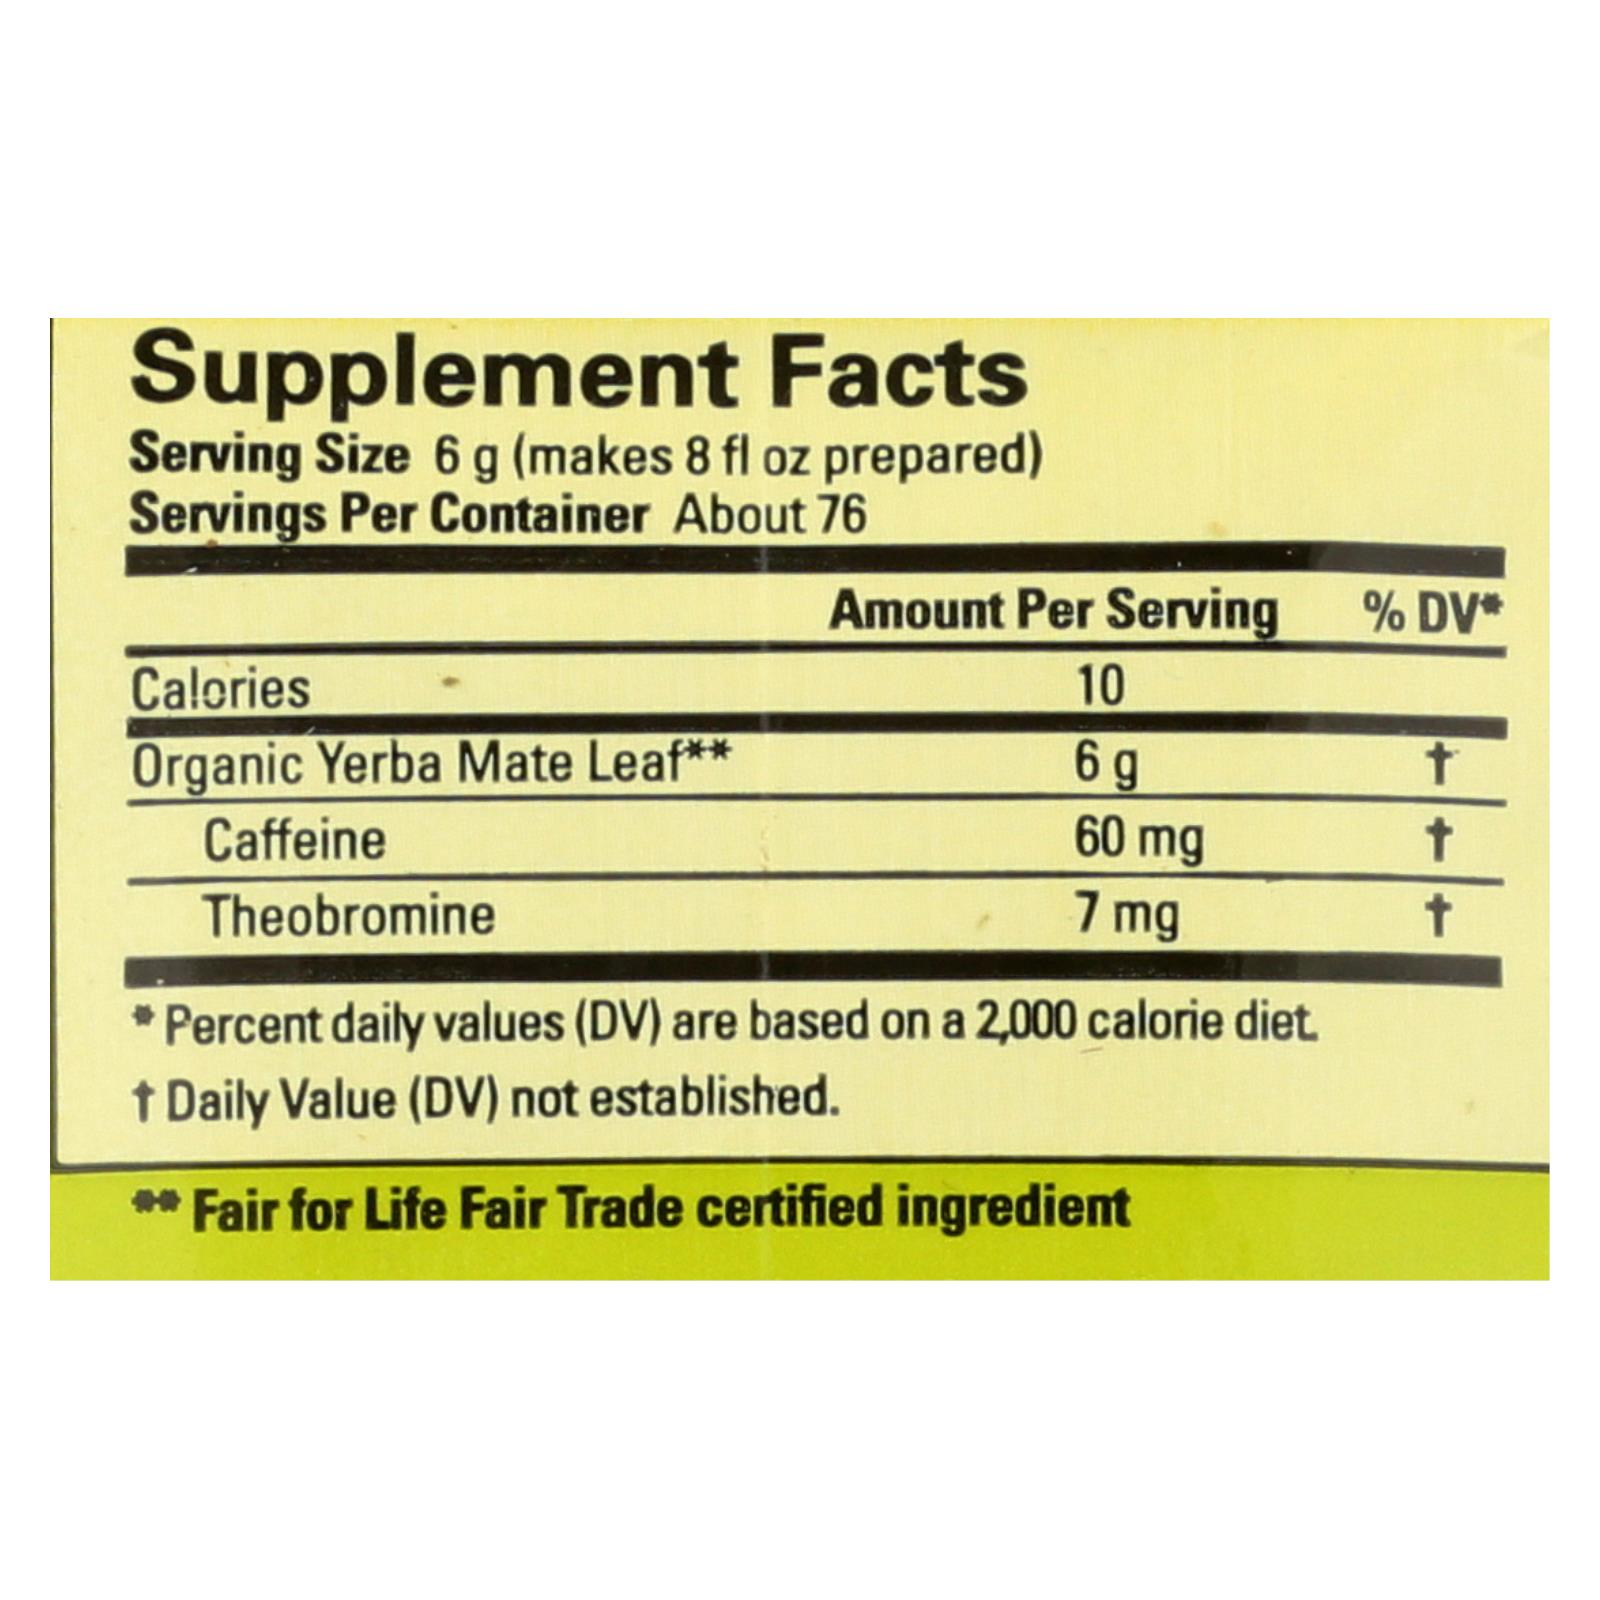 Supplement Facts
Serving Size 6 g (makes 8 fl oz prepared)
Servings Per Container About 76
Amount Per Serving % DV*
Calories 10
Organic Yerba Mate Leaf** 6 g †
Caffeine 60 mg †
Theobromine 7 mg †
* Percent daily values (DV) are based on a 2,000 calorie diet.
† Daily Value (DV) not established.
** Fair for Life Fair Trade certified ingredient